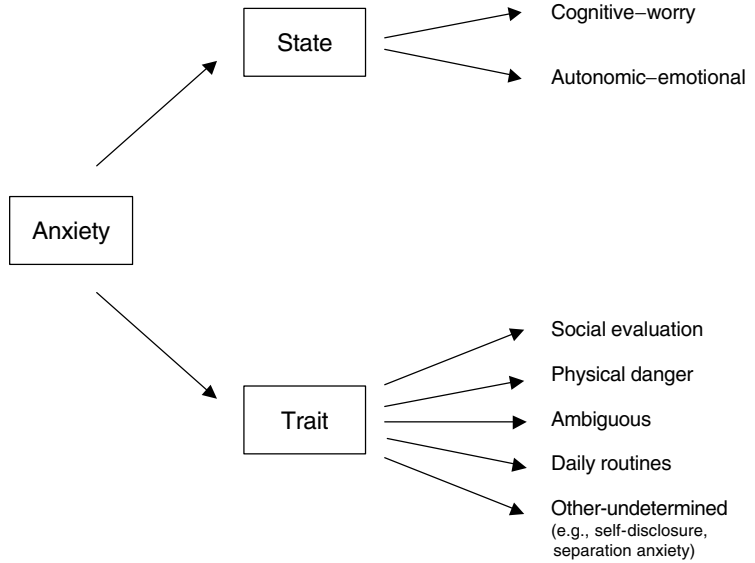 State
Cognitive–worry
Autonomic–emotional
Anxiety
Trait
Social evaluation
Physical danger
Ambiguous
Daily routines
Other-undetermined
(e.g., self-disclosure,
separation anxiety)